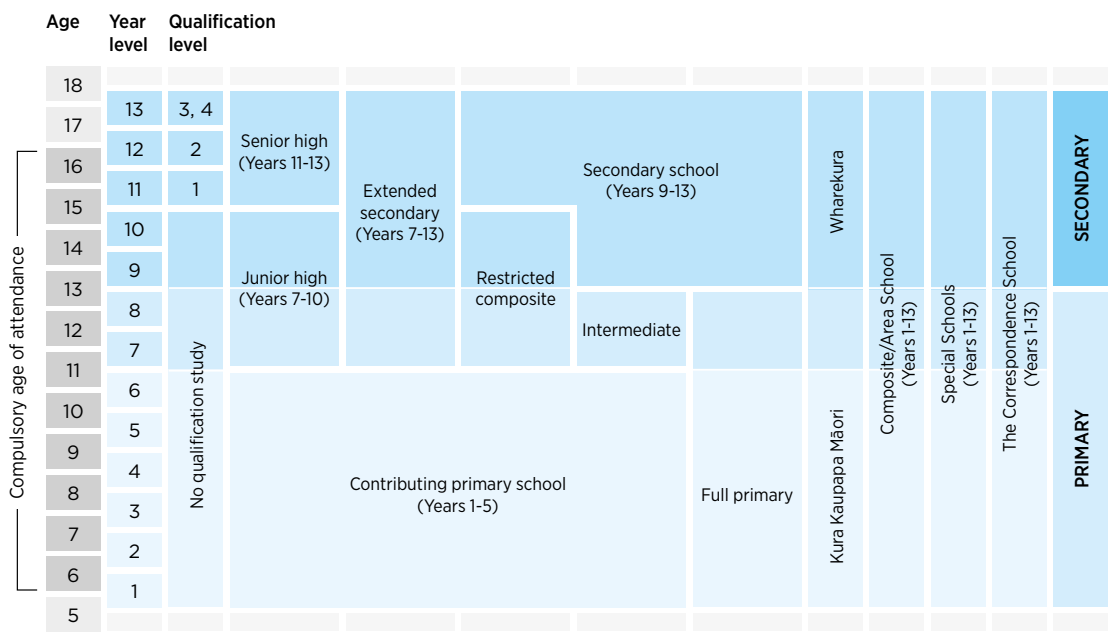 Age
Year
level
Qualification
level
18
17
16
15
14
13
12
11
10
9
8
7
6
5
Compulsory age of attendance
13
12
11
10
9
8
7
6
5
4
3
2
1
3, 4
2
1
No qualification study
Senior high
(Years 11-13)
Junior high
(Years 7-10)
Extended
secondary
(Years 7-13)
Secondary school
(Years 9-13)
Restricted
composite
Intermediate
Contributing primary school
(Years 1-5)
Full primary
Wharekura
Kura Kaupapa Māori
Composite/Area School
(Years 1-13)
Special Schools
(Years 1-13)
The Correspondence School
(Years 1-13)
SECONDARY
PRIMARY